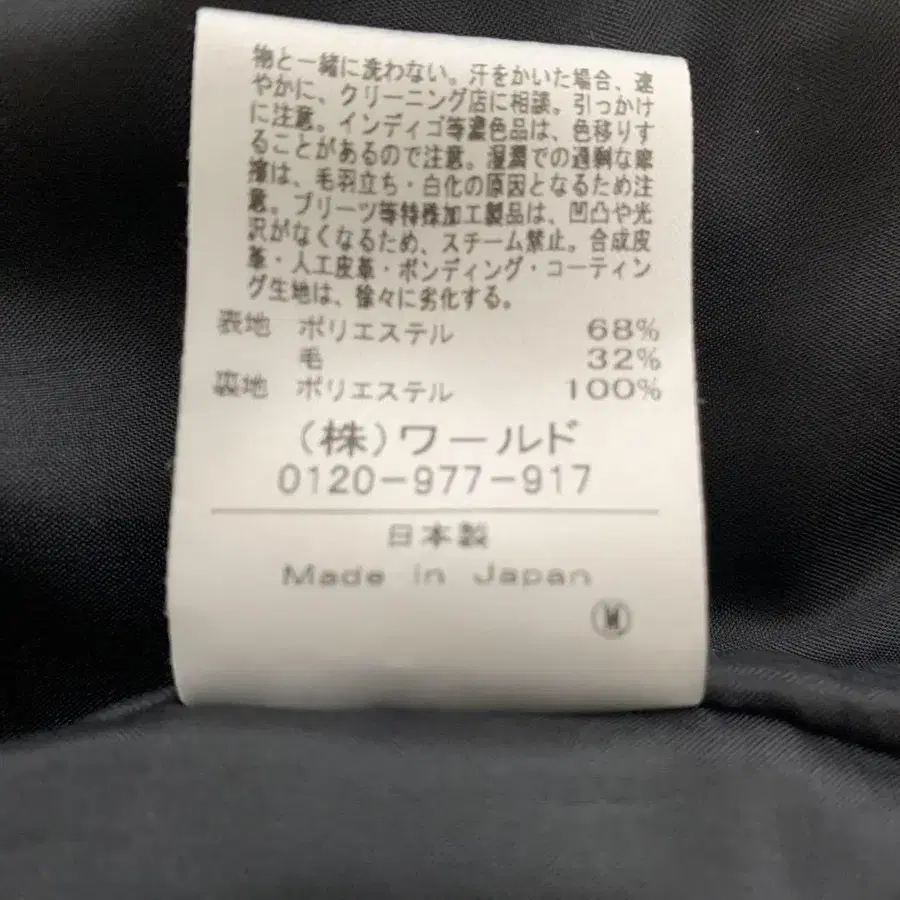 物と一緒に洗わない。汗をかいた場合、速
やかに、クリーニング店に相談。引っかけ
に注意。インディゴ等濃色品は、色移りす
ることがあるので注意。湿潤での過剰な摩
擦は、毛羽立ち・白化の原因となるため注
意。プリーツ等特殊加工製品は、凹凸や光
沢がなくなるため、スチーム禁止。合成皮
革・人工皮革・ボンディング・コーティン
グ生地は、徐々に劣化する。
表地 ポリエステル 68%
毛 32%
裏地 ポリエステル 100%
(株)ワールド
0120-977-917
日本製
Made in Japan